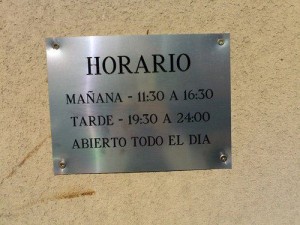 HORARIO
MAÑANA - 11:30 A 16:30
TARDE - 19:30 A 24:00
ABIERTO TODO EL DIA